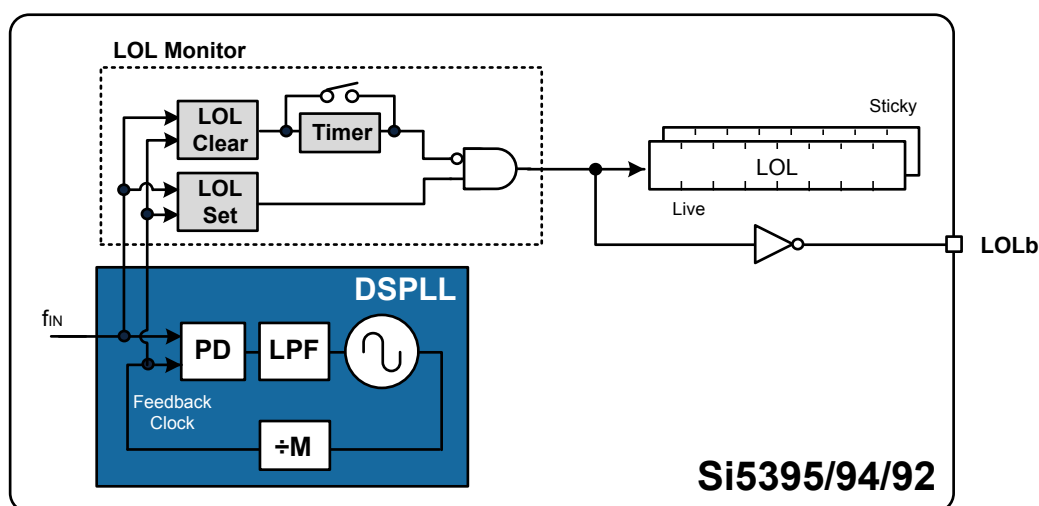 LOL Monitor
LOL
Clear
Timer
LOL
Set
Sticky
LOL
Live
LOLb
DSPLL
fIN
PD
LPF
Feedback
Clock
÷M
Si5395/94/92